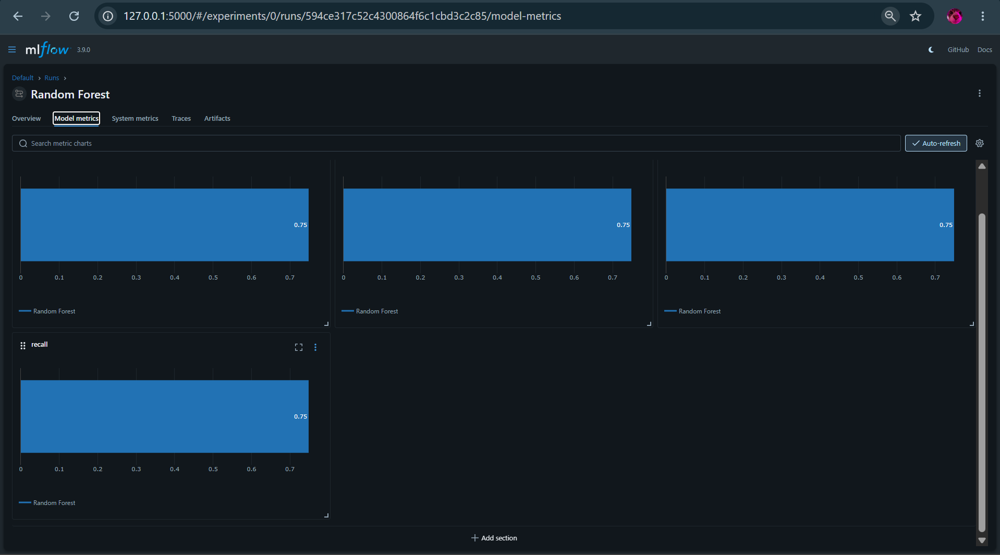 127.0.0.1:5000/#/experiments/0/runs/594ce317c52c4300864f6c1cbd3c2c85/model-metrics
mlflow 3.9.0
GitHub Docs
Default > Runs >
Random Forest
Overview Model metrics System metrics Traces Artifacts
Search metric charts
Auto-refresh
0.75 0.75 0.75
0 0.1 0.2 0.3 0.4 0.5 0.6 0.7 0 0.1 0.2 0.3 0.4 0.5 0.6 0.7 0 0.1 0.2 0.3 0.4 0.5 0.6 0.7
Random Forest Random Forest Random Forest
recall
0.75
0 0.1 0.2 0.3 0.4 0.5 0.6 0.7
Random Forest
Add section